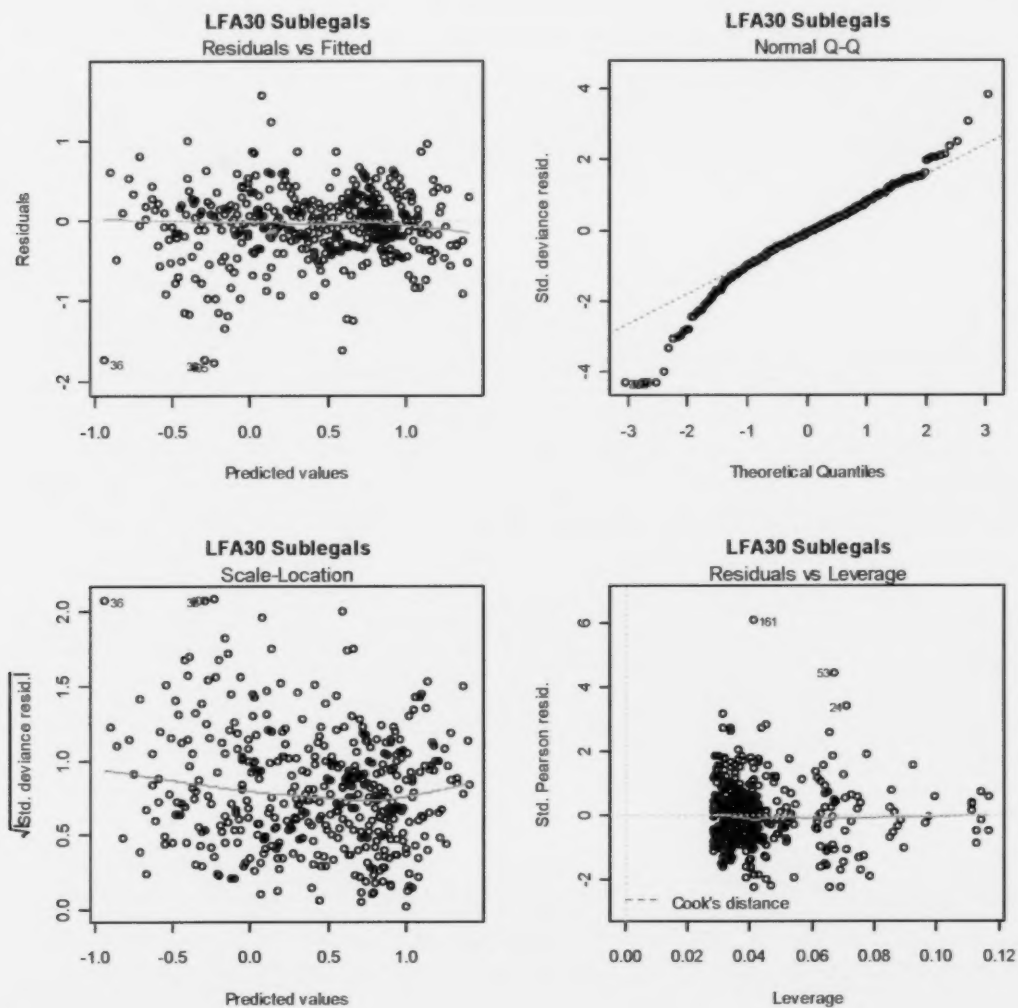 LFA30 Sublegals
Residuals vs Fitted
Residuals
1
0
-1
-2
36
-1.0
-0.5
0.0
0.5
1.0
Predicted values
LFA30 Sublegals
Normal Q-Q
Std. deviance resid.
4
2
0
-2
-4
-3
-2
-1
0
1
2
3
Theoretical Quantiles
LFA30 Sublegals
Scale-Location
√|Std. deviance resid.|
2.0
1.5
1.0
0.5
0.0
36
-1.0
-0.5
0.0
0.5
1.0
Predicted values
LFA30 Sublegals
Residuals vs Leverage
Std. Pearson resid.
6
4
2
0
-2
161
53
24
Cook's distance
0.00
0.02
0.04
0.06
0.08
0.10
0.12
Leverage